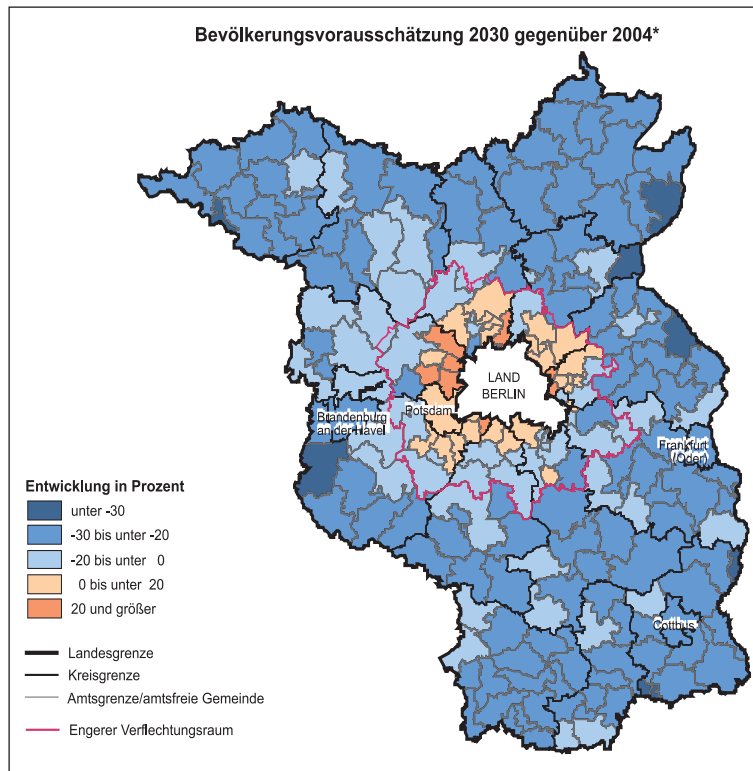 Bevölkerungsvorausschätzung 2030 gegenüber 2004*
LAND
BERLIN
Potsdam
Brandenburg
an der Havel
Frankfurt
(Oder)
Cottbus
Entwicklung in Prozent
unter -30
-30 bis unter -20
-20 bis unter 0
0 bis unter 20
20 und größer
Landesgrenze
Kreisgrenze
Amtsgrenze/amtsfreie Gemeinde
Engerer Verflechtungsraum